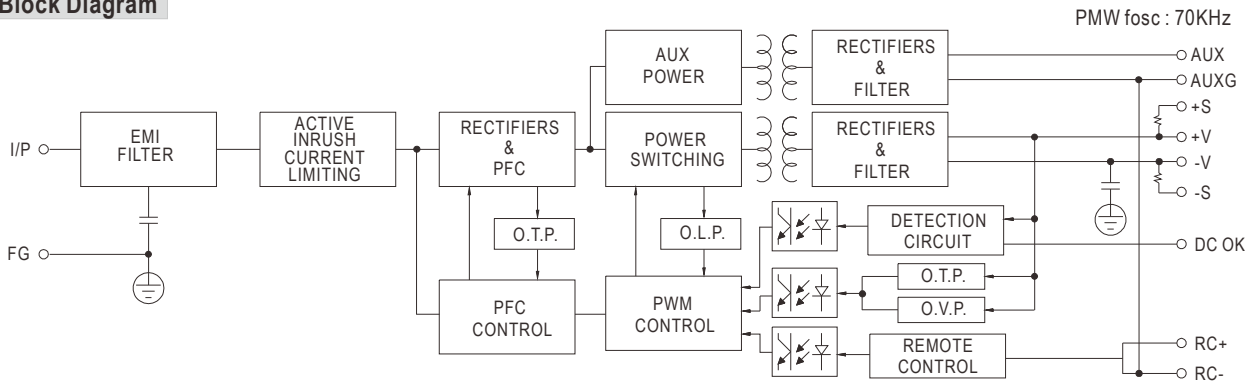 Block Diagram
PMW fosc : 70KHz
AUX
POWER
RECTIFIERS
&
FILTER
AUX
AUXG
+S
+V
-V
-S
I/P
EMI
FILTER
ACTIVE
INRUSH
CURRENT
LIMITING
RECTIFIERS
&
PFC
POWER
SWITCHING
RECTIFIERS
&
FILTER
O.T.P.
O.L.P.
DETECTION
CIRCUIT
DC OK
FG
O.T.P.
O.V.P.
PFC
CONTROL
PWM
CONTROL
REMOTE
CONTROL
RC+
RC-